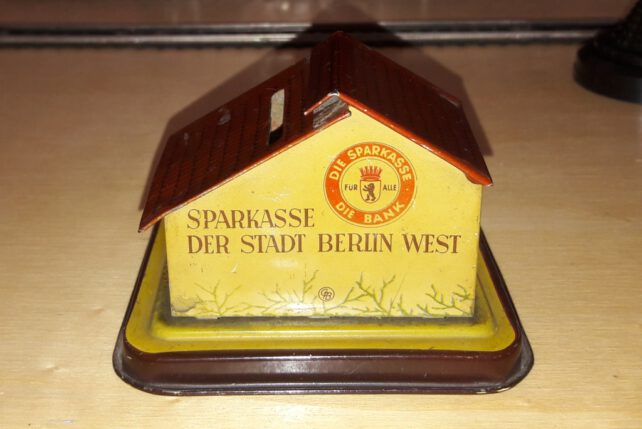 DIE SPARKASSE
FÜR ALLE
DIE BANK
SPARKASSE
DER STADT BERLIN WEST